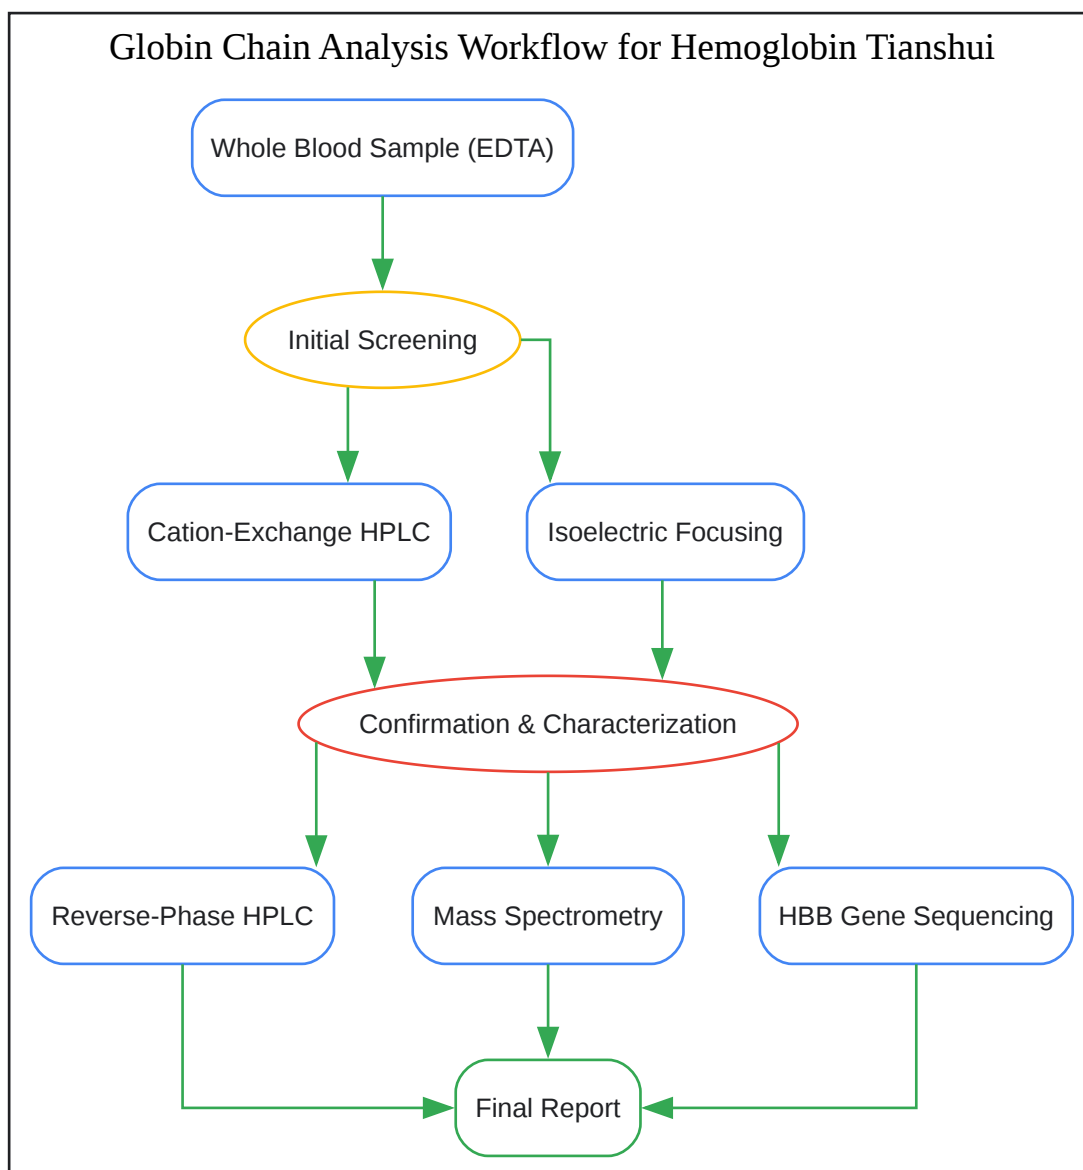 Globin Chain Analysis Workflow for Hemoglobin Tianshui
Whole Blood Sample (EDTA)
Initial Screening
Cation-Exchange HPLC
Isoelectric Focusing
Confirmation & Characterization
Reverse-Phase HPLC
Mass Spectrometry
HBB Gene Sequencing
Final Report